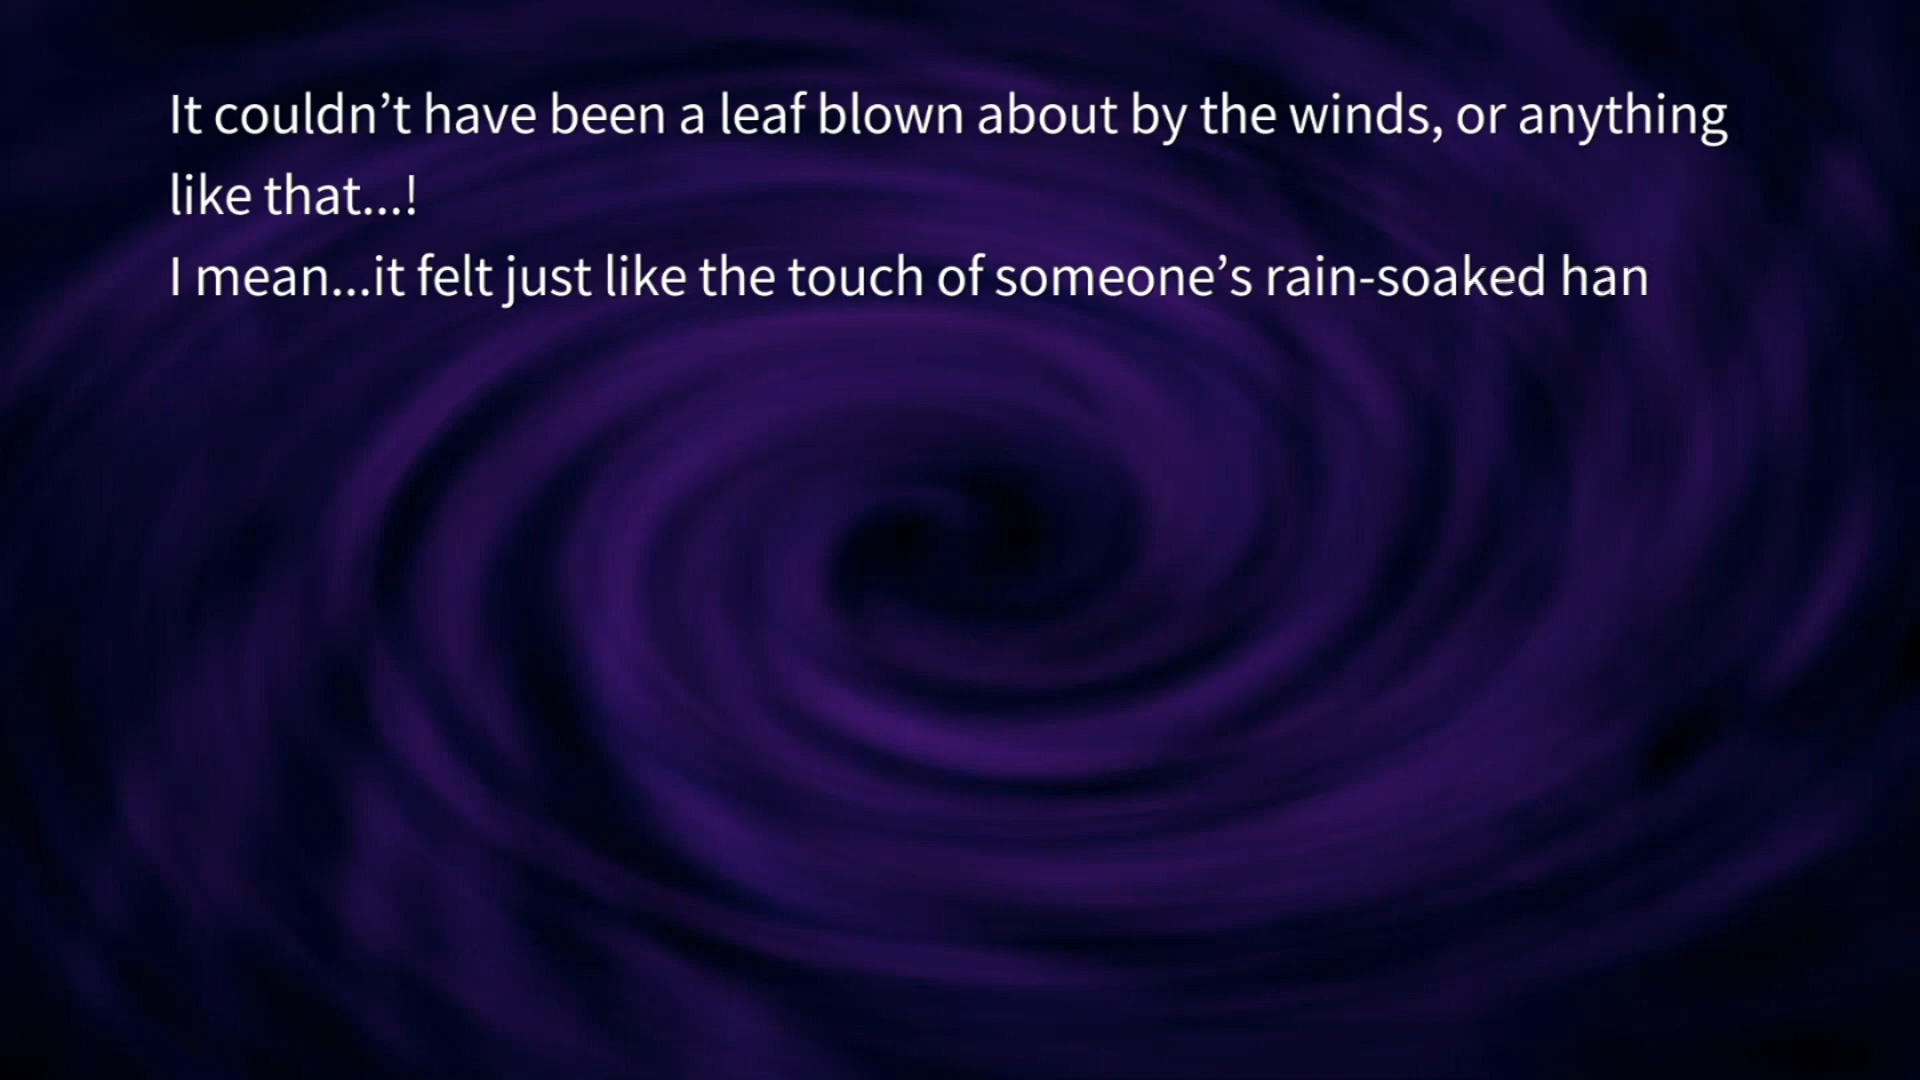 It couldn’t have been a leaf blown about by the winds, or anything
like that...!
I mean...it felt just like the touch of someone’s rain-soaked han